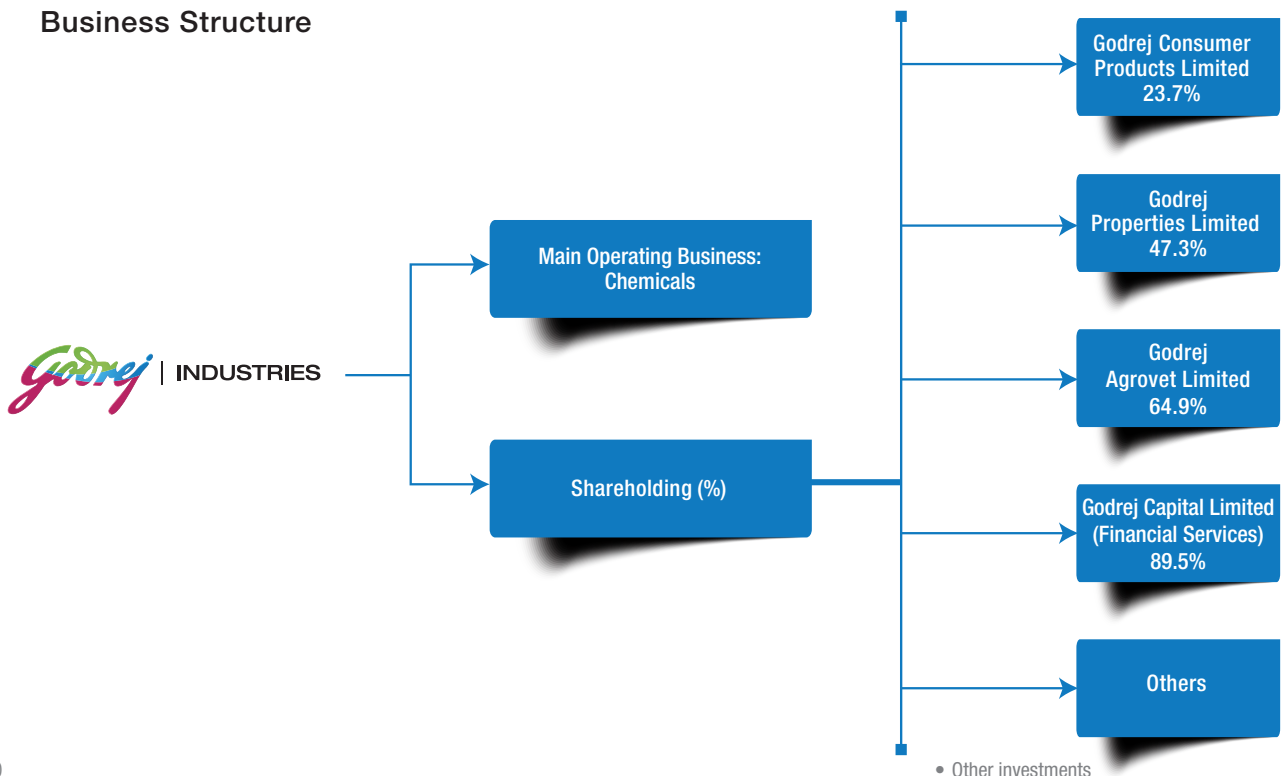 Business Structure
Godrej | INDUSTRIES
Main Operating Business:
Chemicals
Shareholding (%)
Godrej Consumer
Products Limited
23.7%
Godrej
Properties Limited
47.3%
Godrej
Agrovet Limited
64.9%
Godrej Capital Limited
(Financial Services)
89.5%
Others
• Other investments